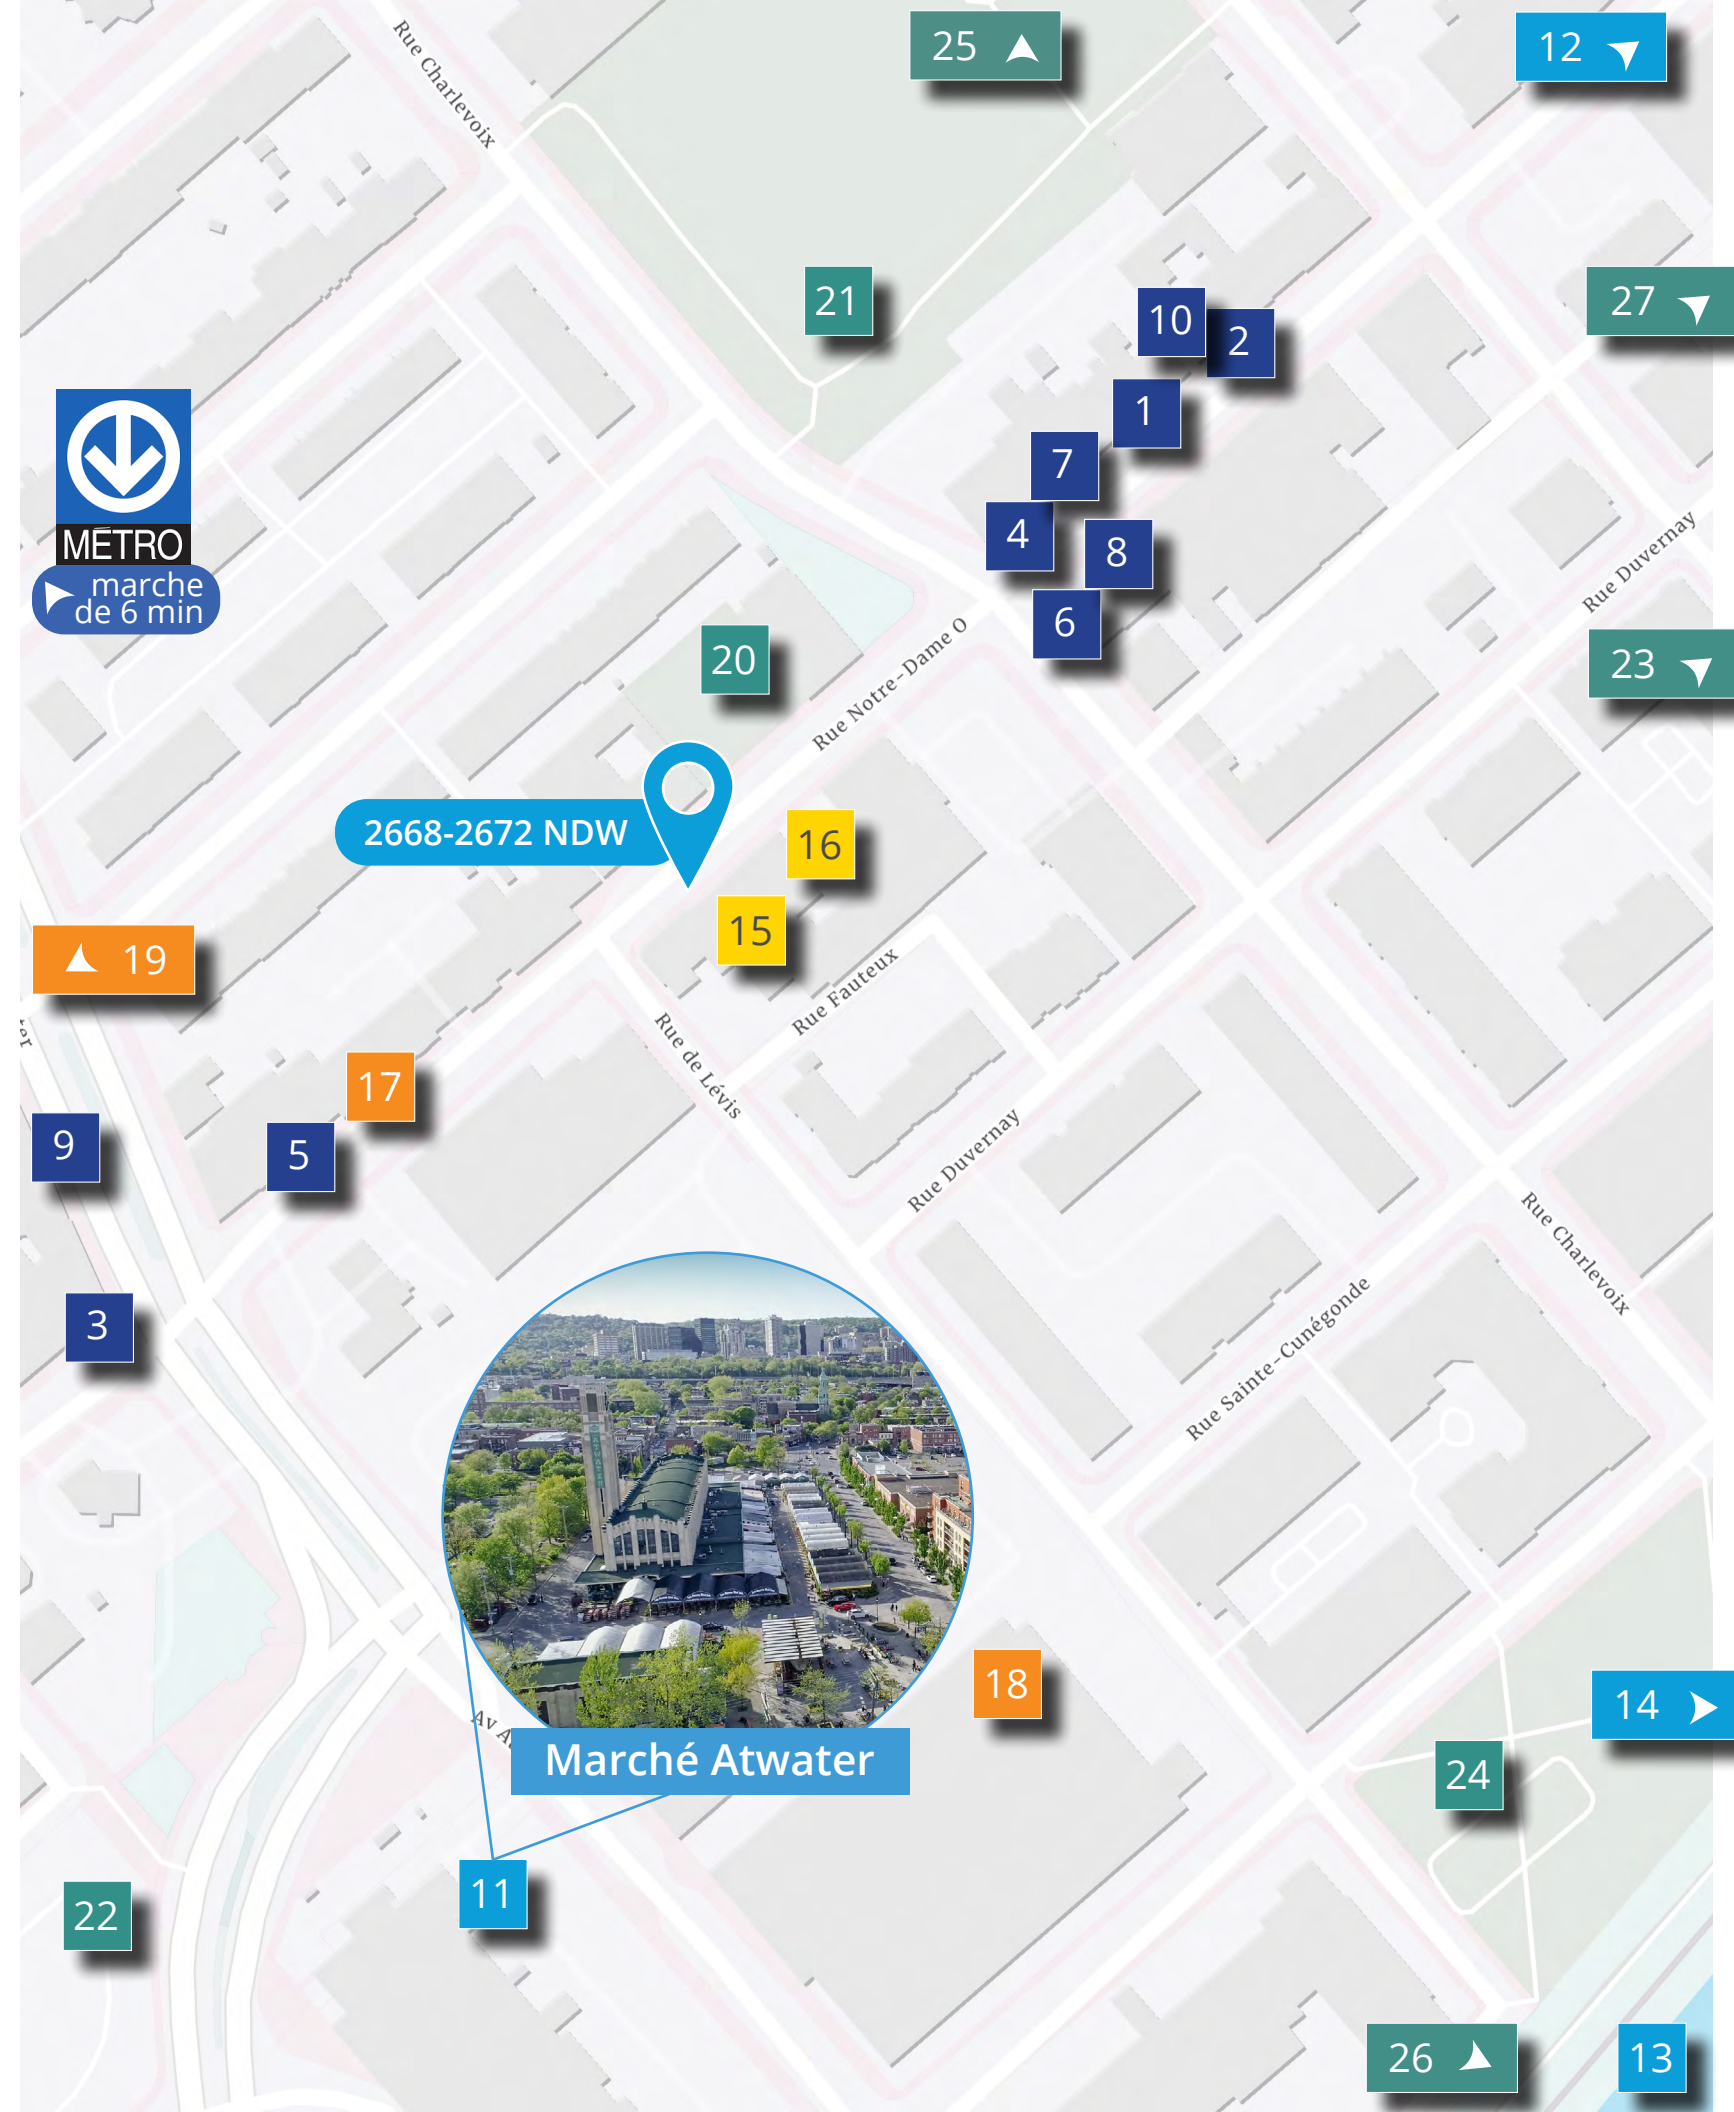 Rue Charlevoix
25
12
21
27
10
2
1
7
4
8
6
MÉTRO
marche
de 6 min
Rue Duvernay
20
23
Rue Notre-Dame O
2668-2672 NDW
16
15
19
Rue Fauteux
Rue de Lévis
17
9
5
Rue Duvernay
Rue Charlevoix
3
Rue Sainte-Cunégonde
ATWATER
18
14
Av A
Marché Atwater
24
11
22
26
13